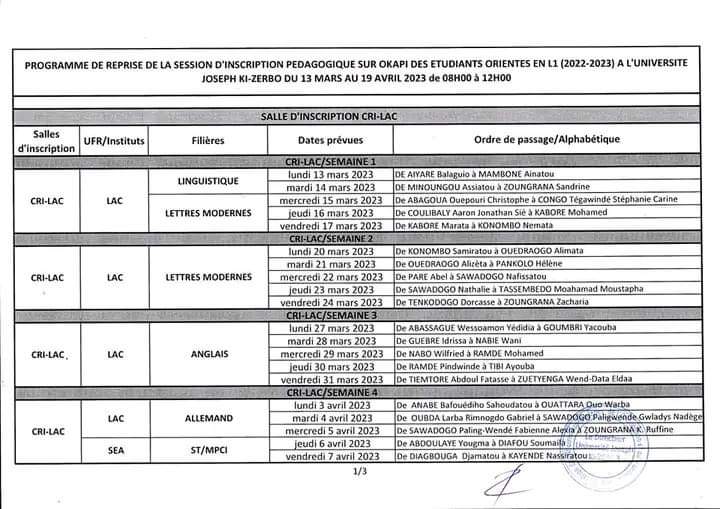 PROGRAMME DE REPRISE DE LA SESSION D'INSCRIPTION PEDAGOGIQUE SUR OKAPI DES ETUDIANTS ORIENTES EN L1 (2022-2023) A L'UNIVERSITE
JOSEPH KI-ZERBO DU 13 MARS AU 19 AVRIL 2023 de 08H00 à 12H00
SALLE D'INSCRIPTION CRI-LAC
Salles d'inscription UFR/Instituts Filières Dates prévues Ordre de passage/Alphabétique
CRI-LAC/SEMAINE 1
CRI-LAC LAC LINGUISTIQUE lundi 13 mars 2023 DE AIYARE Balaguio à MAMBONE Ainatou
mardi 14 mars 2023 DE MINOUNGOU Assiatou à ZOUNGRANA Sandrine
LETTRES MODERNES mercredi 15 mars 2023 DE ABAGOUA Ouepouri Christophe à CONGO Tégawindé Stéphanie Carine
jeudi 16 mars 2023 DE COULIBALY Aaron Jonathan Sié à KABORE Mohamed
vendredi 17 mars 2023 De KABORE Marata à KONOMBO Nemata
CRI-LAC/SEMAINE 2
CRI-LAC LAC LETTRES MODERNES lundi 20 mars 2023 DE KONOMBO Samiratou à OUEDRAOGO Alimata
mardi 21 mars 2023 De OUEDRAOGO Alizèta à PANKOLO Hélène
mercredi 22 mars 2023 De PARE Abel à SAWADOGO Nafissatou
jeudi 23 mars 2023 De SAWADOGO Nathalie à TASSEMBEDO Moahamad Moustapha
vendredi 24 mars 2023 De TENKODOGO Dorcasse à ZOUNGRANA Zacharia
CRI-LAC/SEMAINE 3
CRI-LAC LAC ANGLAIS lundi 27 mars 2023 De ABASSAGUE Wessoamon Yédidia à GOUMBRI Yacouba
mardi 28 mars 2023 De GUEBRE Idrissa à NABIE Wani
mercredi 29 mars 2023 De NABO Wilfried à RAMDE Mohamed
jeudi 30 mars 2023 De RAMDE Pindwinde à TIBI Ayouba
vendredi 31 mars 2023 De TIEMTORE Abdoul Fatasse à ZUETYENGA Wend-Data Eldaa
CRI-LAC/SEMAINE 4
CRI-LAC LAC ALLEMAND lundi 3 avril 2023 De ANABE Bafouédiho Sahoudatou à OUATTARA Ouo Warba
mardi 4 avril 2023 De OUBDA Larba Rimnogdo Gabriel à SAWADOGO Paligwende Gwladys Nadège
mercredi 5 avril 2023 De SAWADOGO Paling-Wendé Fabienne Alexia à ZOUNGRANA K. Ruffine
SEA ST/MPCI jeudi 6 avril 2023 De ABDOULAYE Yougma à DIAFOU Soumaila
vendredi 7 avril 2023 De DIAGBOUGA Djamatou à KAYENDE Nassiratou
Le Directeur
1/3